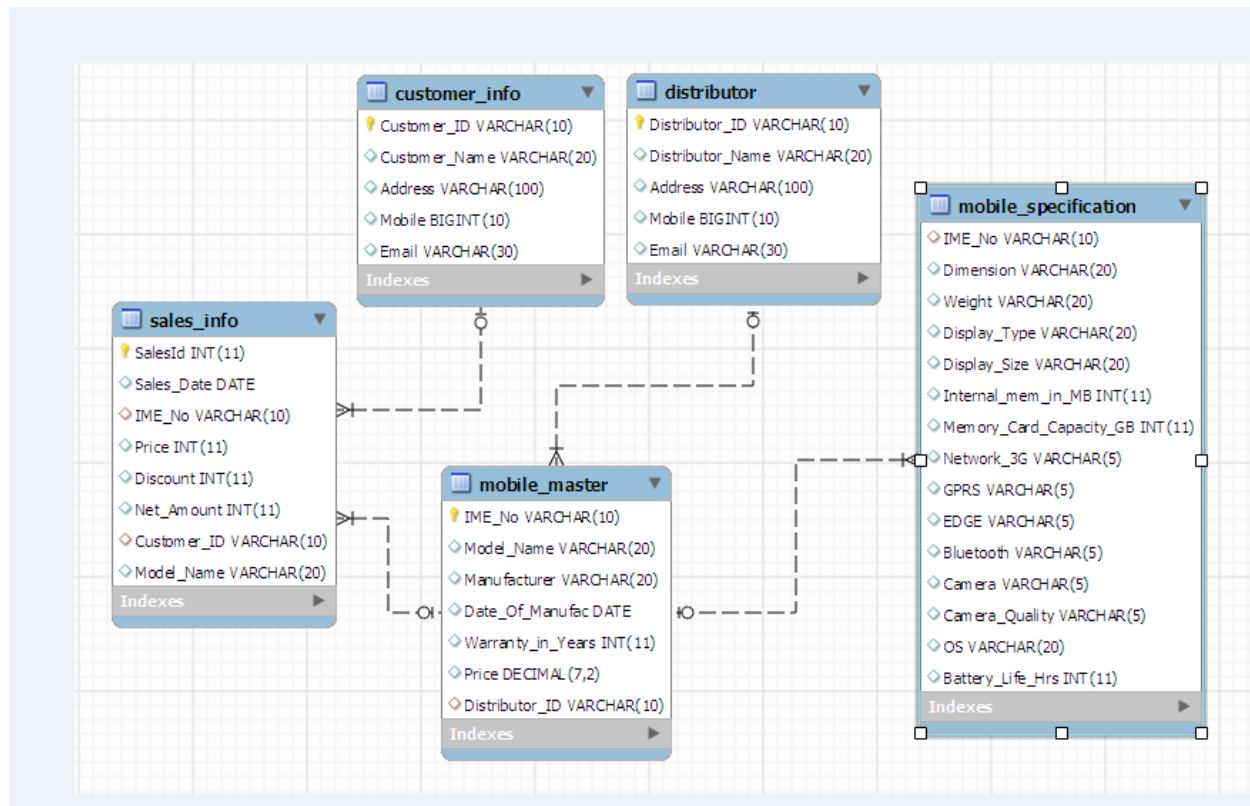 customer_info
Customer_ID VARCHAR(10)
Customer_Name VARCHAR(20)
Address VARCHAR(100)
Mobile BIGINT(10)
Email VARCHAR(30)
Indexes
distributor
Distributor_ID VARCHAR(10)
Distributor_Name VARCHAR(20)
Address VARCHAR(100)
Mobile BIGINT(10)
Email VARCHAR(30)
Indexes
mobile_specification
IME_No VARCHAR(10)
Dimension VARCHAR(20)
Weight VARCHAR(20)
Display_Type VARCHAR(20)
Display_Size VARCHAR(20)
Internal_mem_in_MB INT(11)
Memory_Card_Capacity_GB INT(11)
Network_3G VARCHAR(5)
GPRS VARCHAR(5)
EDGE VARCHAR(5)
Bluetooth VARCHAR(5)
Camera VARCHAR(5)
Camera_Quality VARCHAR(5)
OS VARCHAR(20)
Battery_Life_Hrs INT(11)
Indexes
sales_info
SalesId INT(11)
Sales_Date DATE
IME_No VARCHAR(10)
Price INT(11)
Discount INT(11)
Net_Amount INT(11)
Customer_ID VARCHAR(10)
Model_Name VARCHAR(20)
Indexes
mobile_master
IME_No VARCHAR(10)
Model_Name VARCHAR(20)
Manufacturer VARCHAR(20)
Date_Of_Manufac DATE
Warranty_in_Years INT(11)
Price DECIMAL(7,2)
Distributor_ID VARCHAR(10)
Indexes